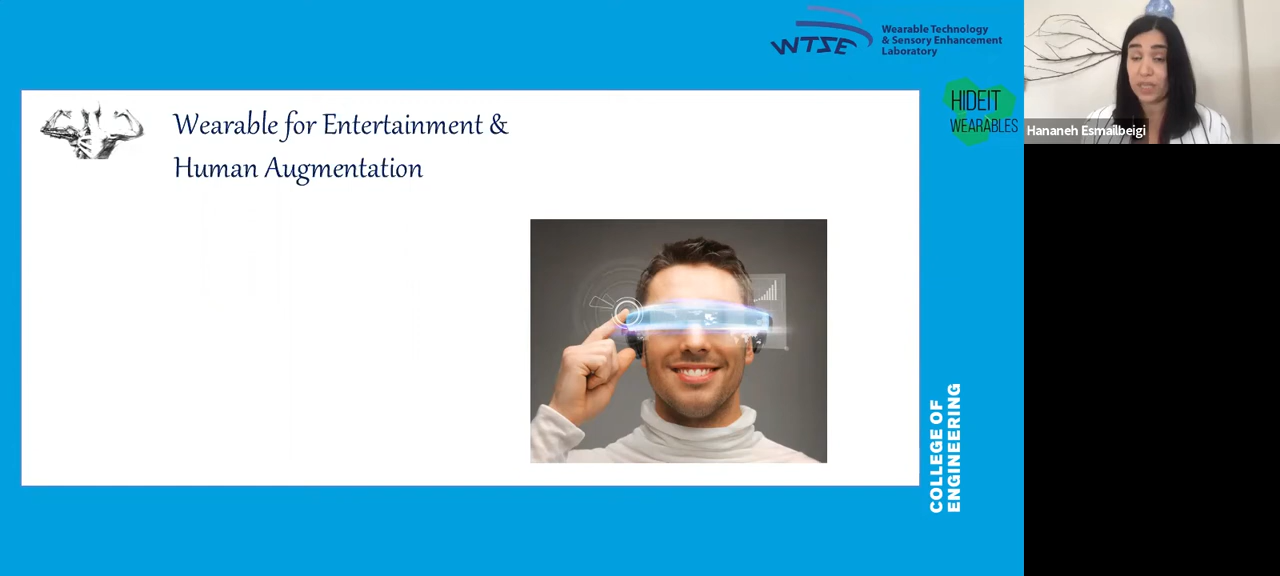 WTSE
Wearable Technology
& Sensory Enhancement
Laboratory
Wearable for Entertainment &
Human Augmentation
HIDEIT
WEARABLES
COLLEGE OF
ENGINEERING
Hananeh Esmailbeigi